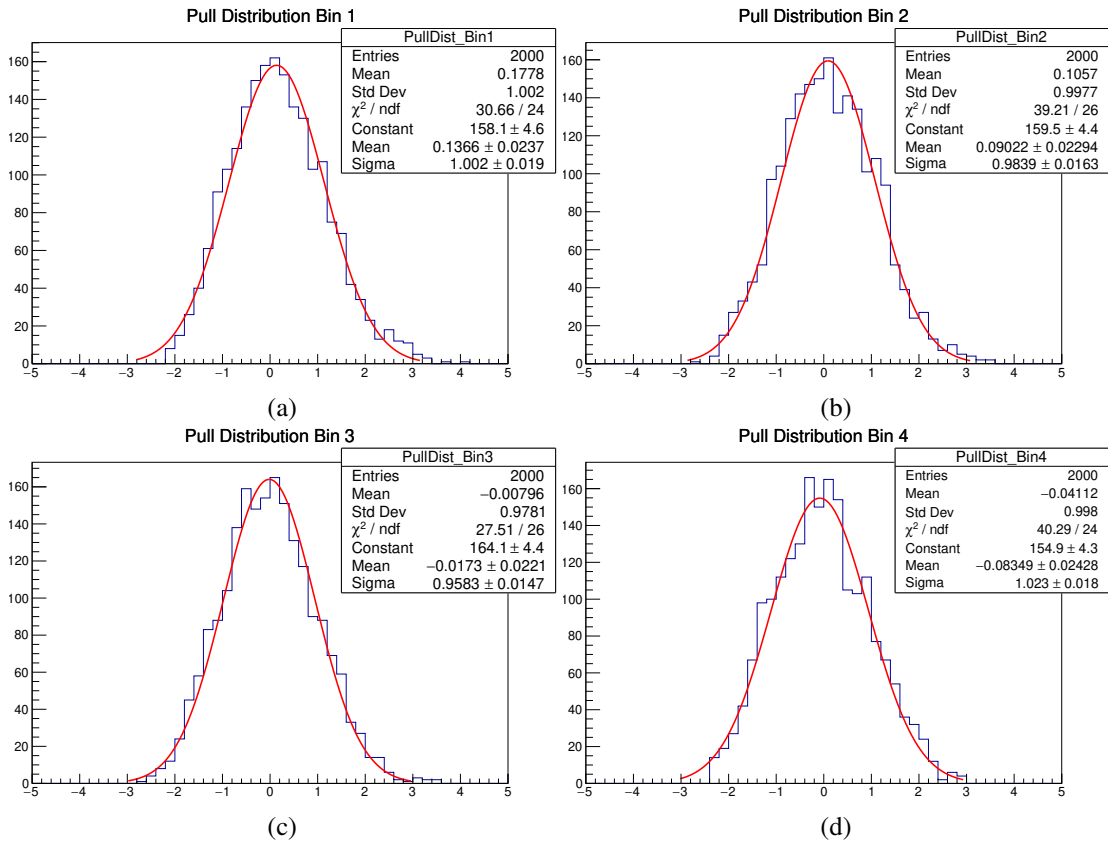 Pull Distribution Bin 1
PullDist_Bin1
Entries 2000
Mean 0.1778
Std Dev 1.002
χ² / ndf 30.66 / 24
Constant 158.1 ± 4.6
Mean 0.1366 ± 0.0237
Sigma 1.002 ± 0.019
160
140
120
100
80
60
40
20
0
−5 −4 −3 −2 −1 0 1 2 3 4 5
(a)
Pull Distribution Bin 2
PullDist_Bin2
Entries 2000
Mean 0.1057
Std Dev 0.9977
χ² / ndf 39.21 / 26
Constant 159.5 ± 4.4
Mean 0.09022 ± 0.02294
Sigma 0.9839 ± 0.0163
160
140
120
100
80
60
40
20
0
−5 −4 −3 −2 −1 0 1 2 3 4 5
(b)
Pull Distribution Bin 3
PullDist_Bin3
Entries 2000
Mean −0.00796
Std Dev 0.9781
χ² / ndf 27.51 / 26
Constant 164.1 ± 4.4
Mean −0.0173 ± 0.0221
Sigma 0.9583 ± 0.0147
160
140
120
100
80
60
40
20
0
−5 −4 −3 −2 −1 0 1 2 3 4 5
(c)
Pull Distribution Bin 4
PullDist_Bin4
Entries 2000
Mean −0.04112
Std Dev 0.998
χ² / ndf 40.29 / 24
Constant 154.9 ± 4.3
Mean −0.08349 ± 0.02428
Sigma 1.023 ± 0.018
160
140
120
100
80
60
40
20
0
−5 −4 −3 −2 −1 0 1 2 3 4 5
(d)